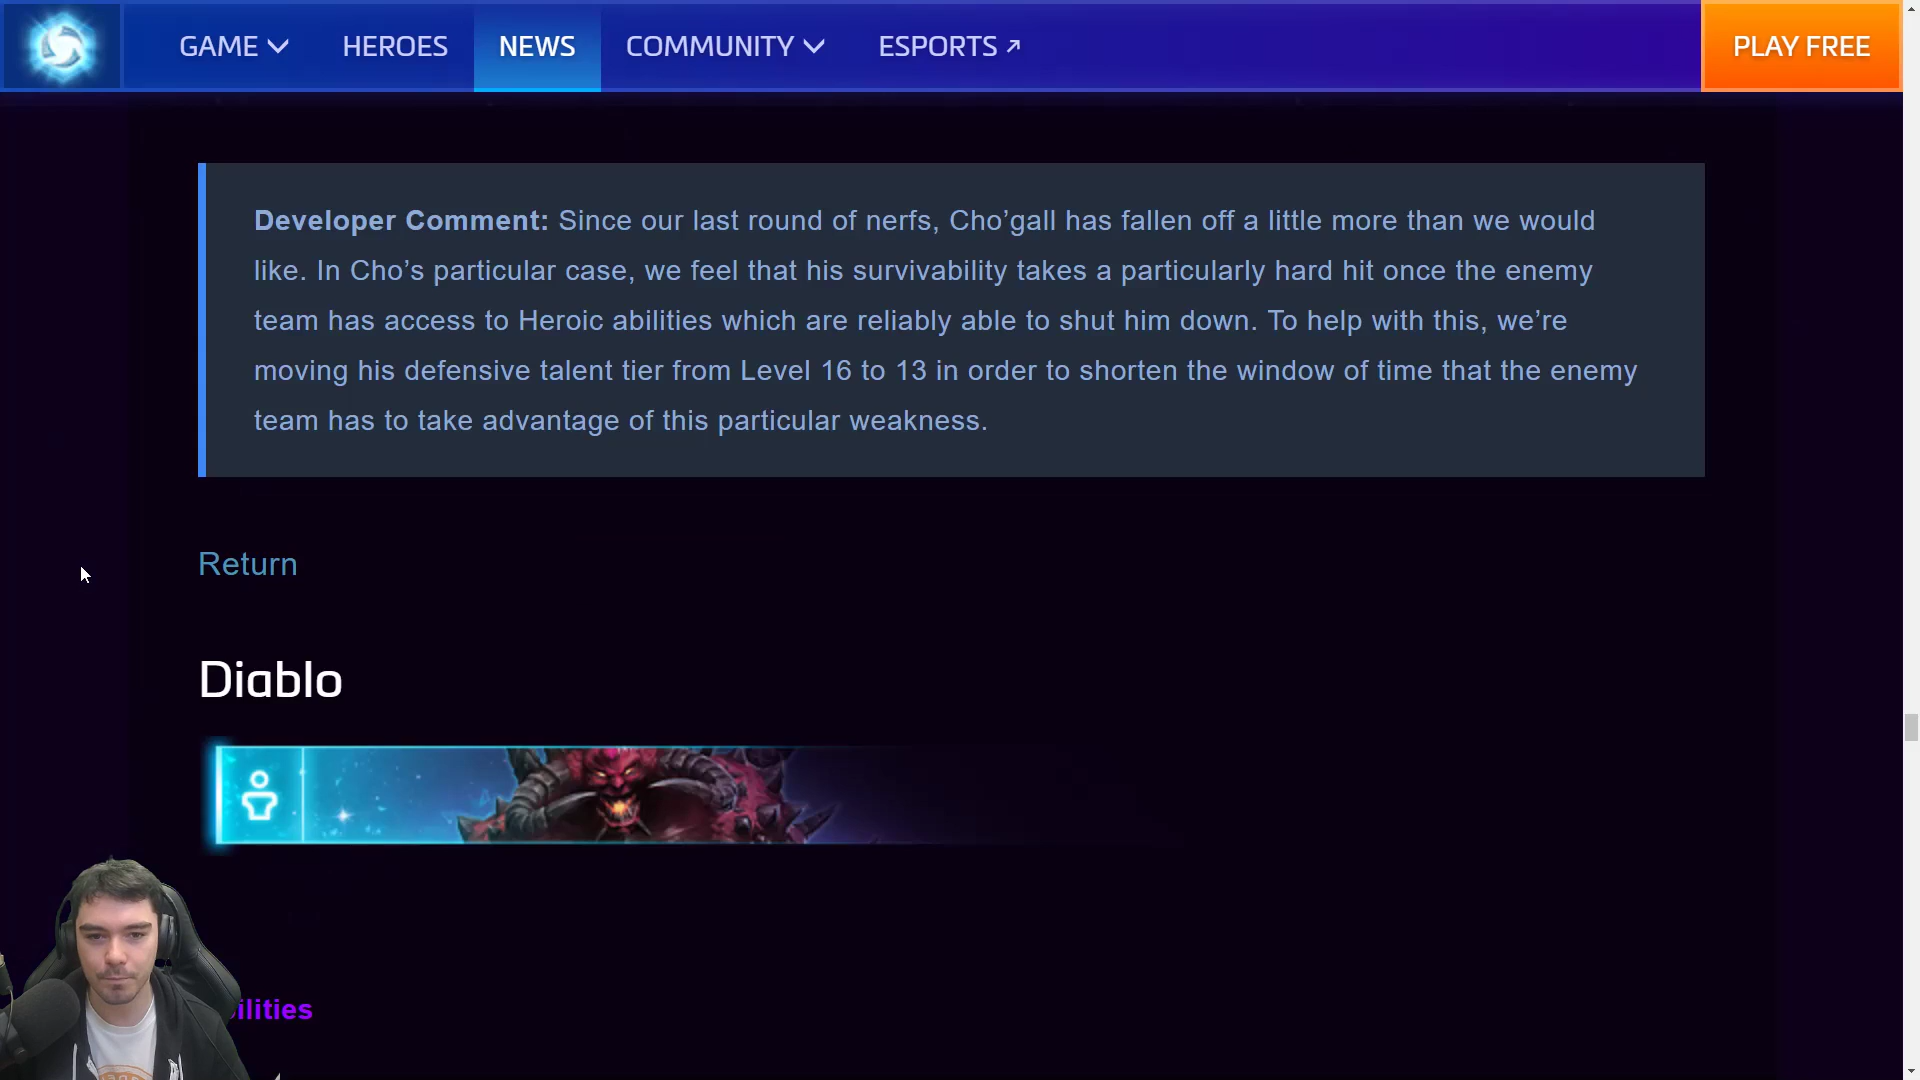 GAME HEROES NEWS COMMUNITY ESPORTS PLAY FREE
Developer Comment: Since our last round of nerfs, Cho’gall has fallen off a little more than we would
like. In Cho’s particular case, we feel that his survivability takes a particularly hard hit once the enemy
team has access to Heroic abilities which are reliably able to shut him down. To help with this, we’re
moving his defensive talent tier from Level 16 to 13 in order to shorten the window of time that the enemy
team has to take advantage of this particular weakness.
Return
Diablo
ilities